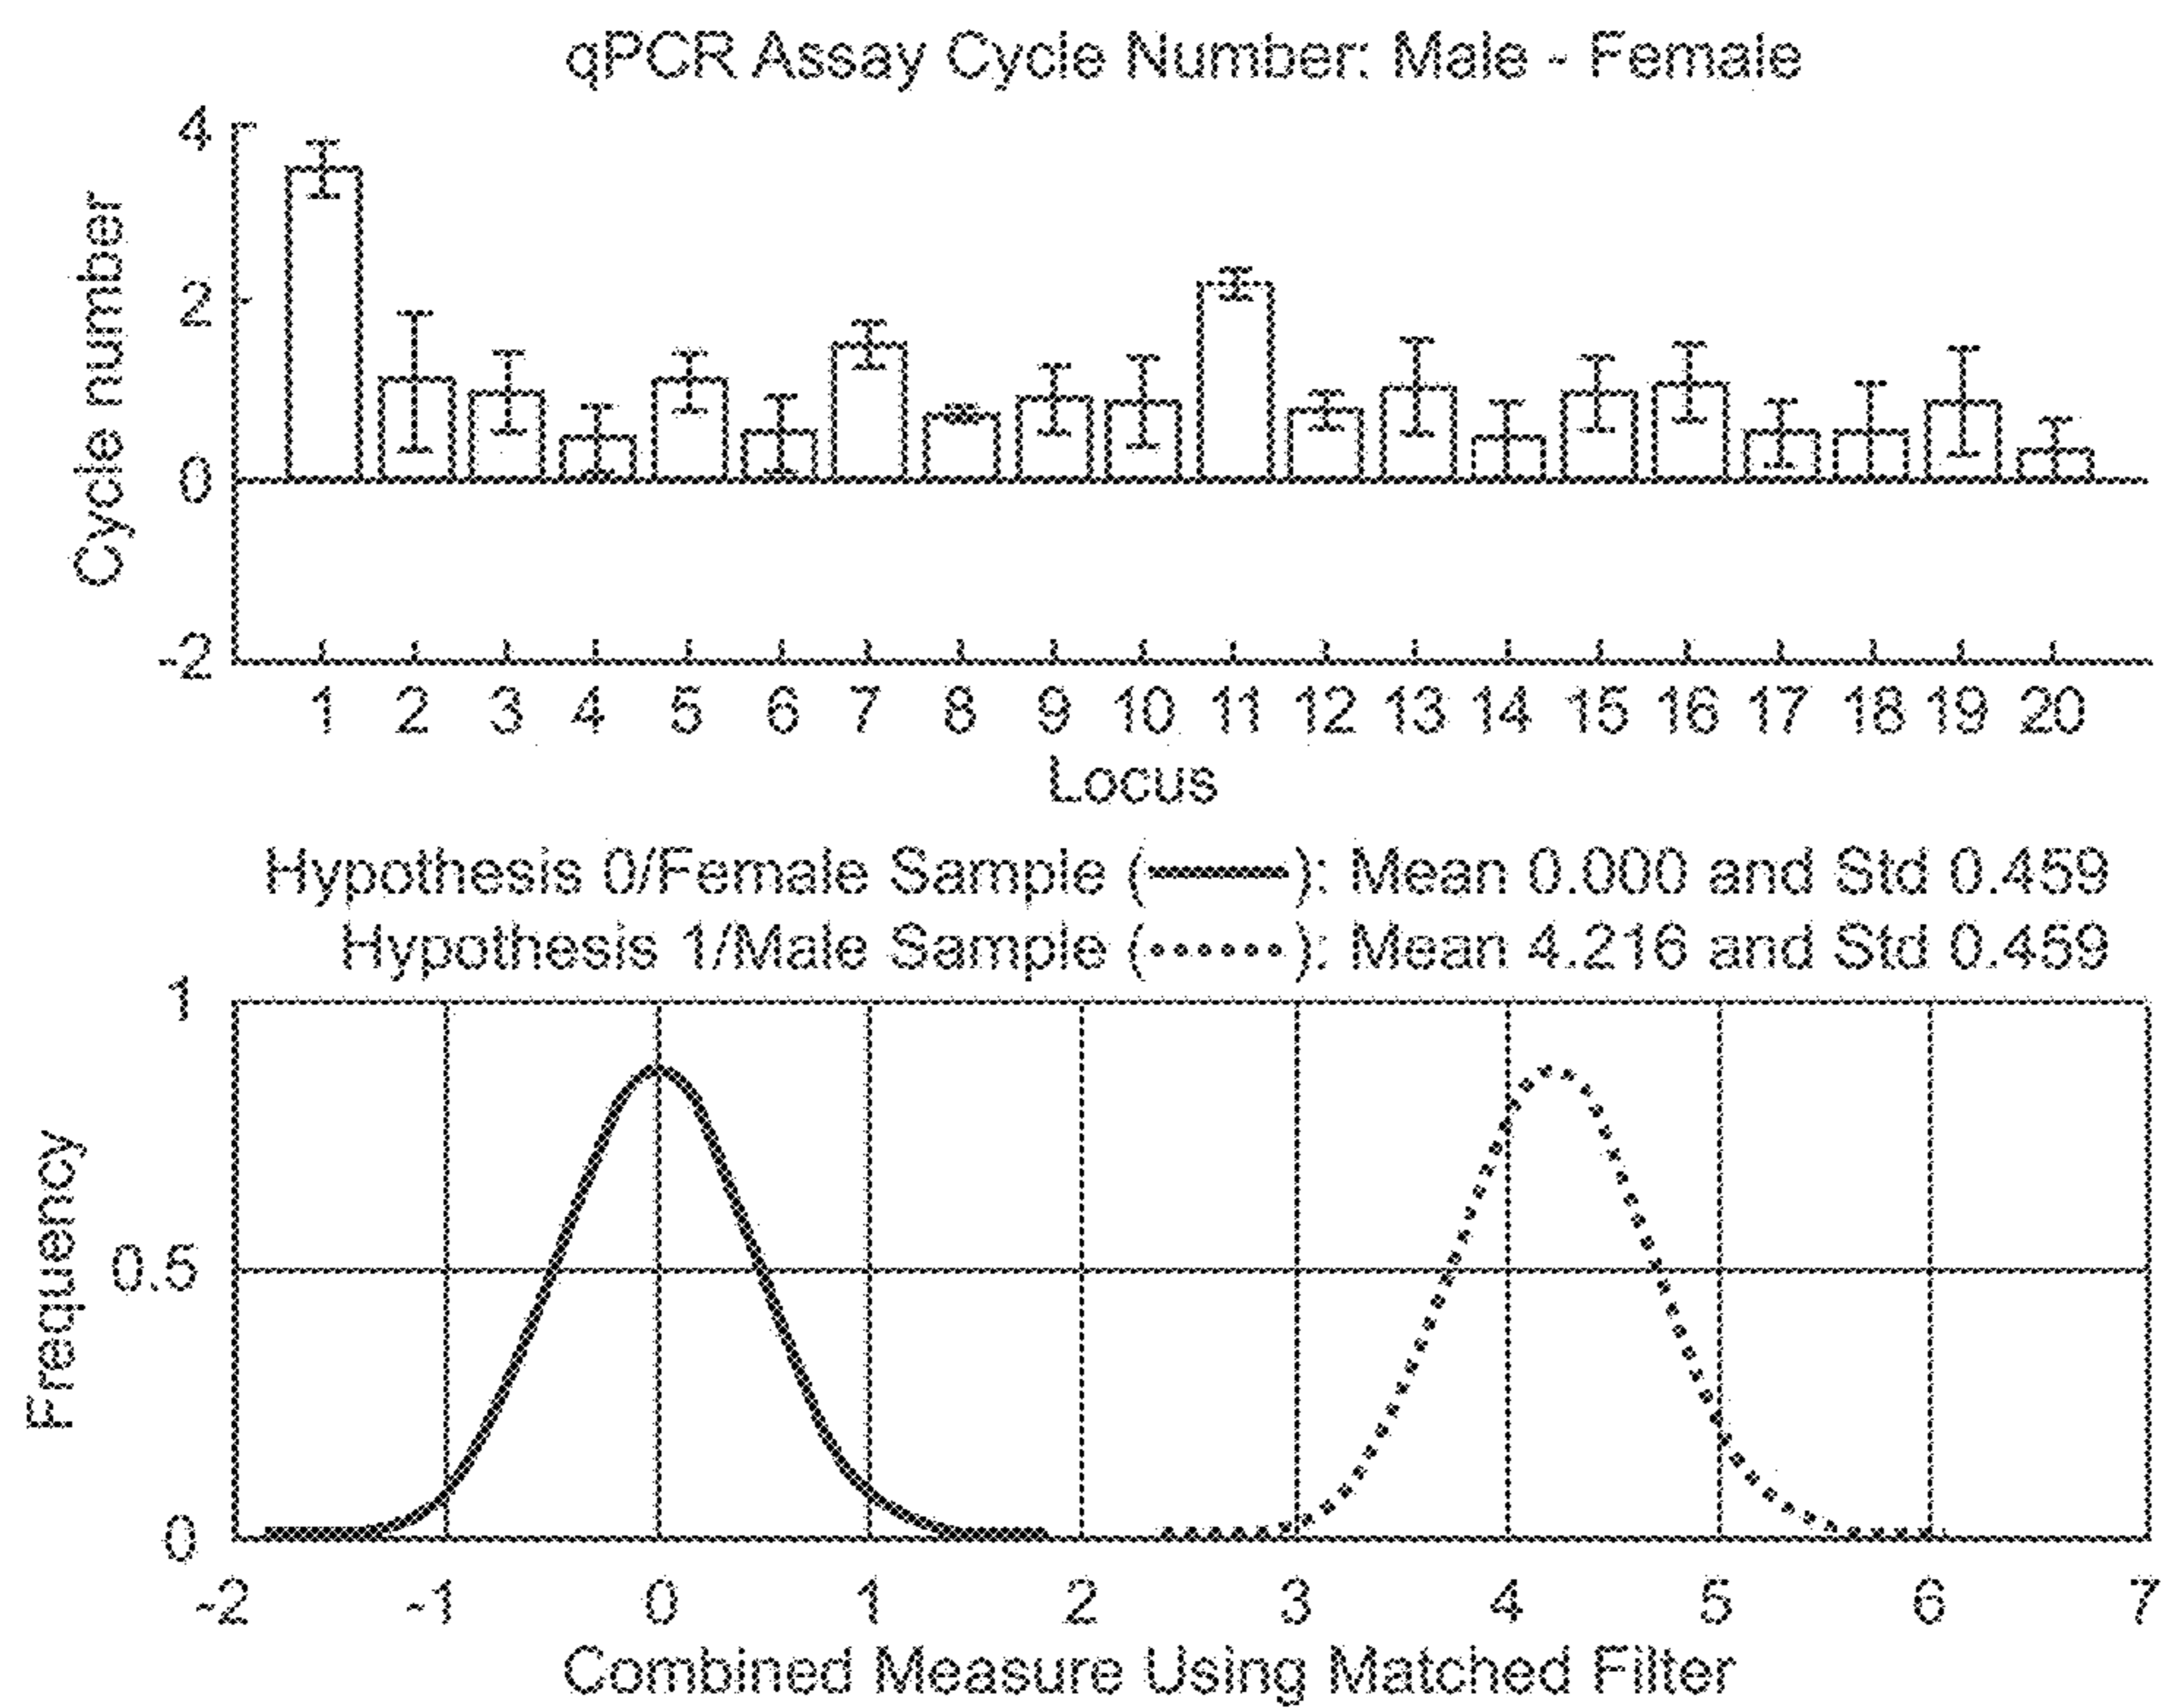 qPCR Assay Cycle Number: Male - Female
4
2
0
-2
Cycle number
1 2 3 4 5 6 7 8 9 10 11 12 13 14 15 16 17 18 19 20
Locus
Hypothesis 0/Female Sample (): Mean 0.000 and Std 0.459
Hypothesis 1/Male Sample (......): Mean 4.216 and Std 0.459
1
0.5
0
Frequency
-2 -1 0 1 2 3 4 5 6 7
Combined Measure Using Matched Filter